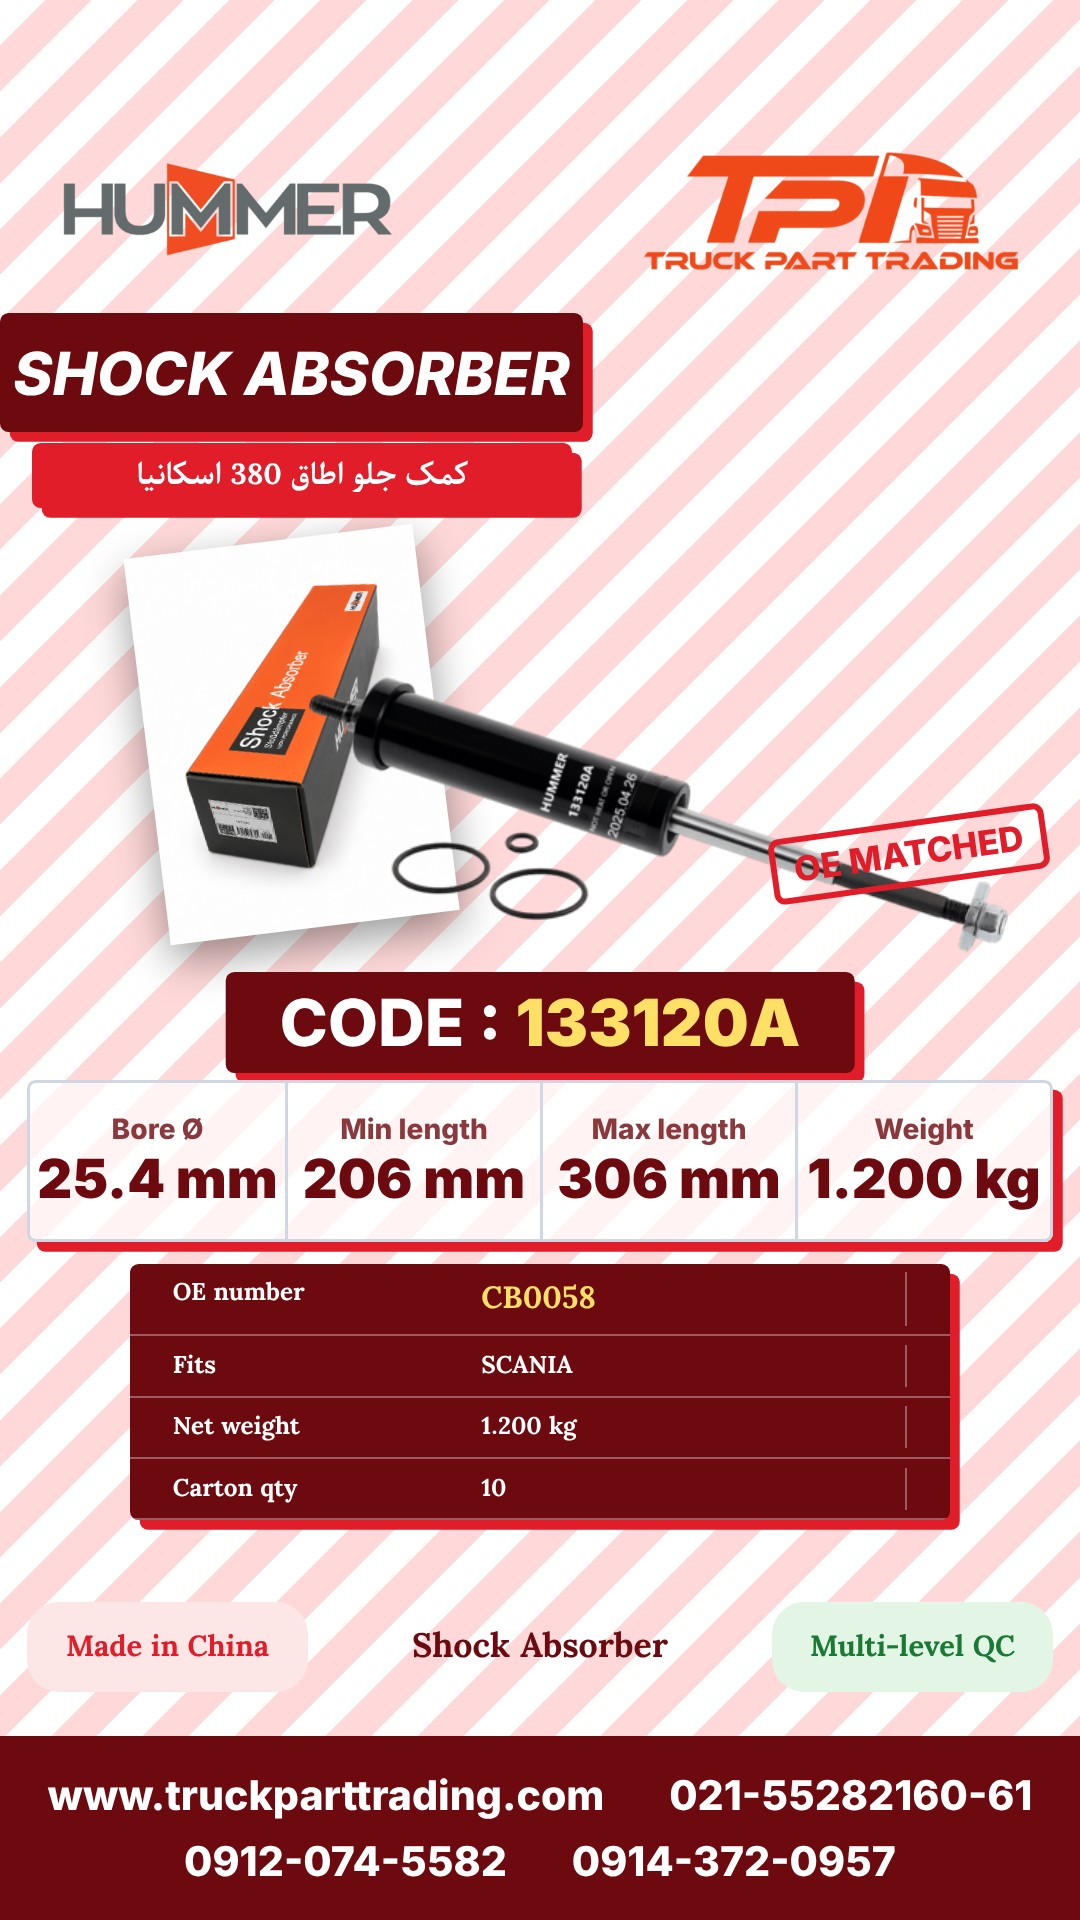 HUMMER
TPT
TRUCK PART TRADING
SHOCK ABSORBER
کمک جلو اطاق 380 اسکانیا
Shock Absorber
Stoßdämpfer
HUMMER
133120A
2025.04.26
OE MATCHED
CODE : 133120A
Bore Ø
25.4 mm
Min length
206 mm
Max length
306 mm
Weight
1.200 kg
OE number CB0058
Fits SCANIA
Net weight 1.200 kg
Carton qty 10
Made in China
Shock Absorber
Multi-level QC
www.truckparttrading.com 021-55282160-61
0912-074-5582 0914-372-0957